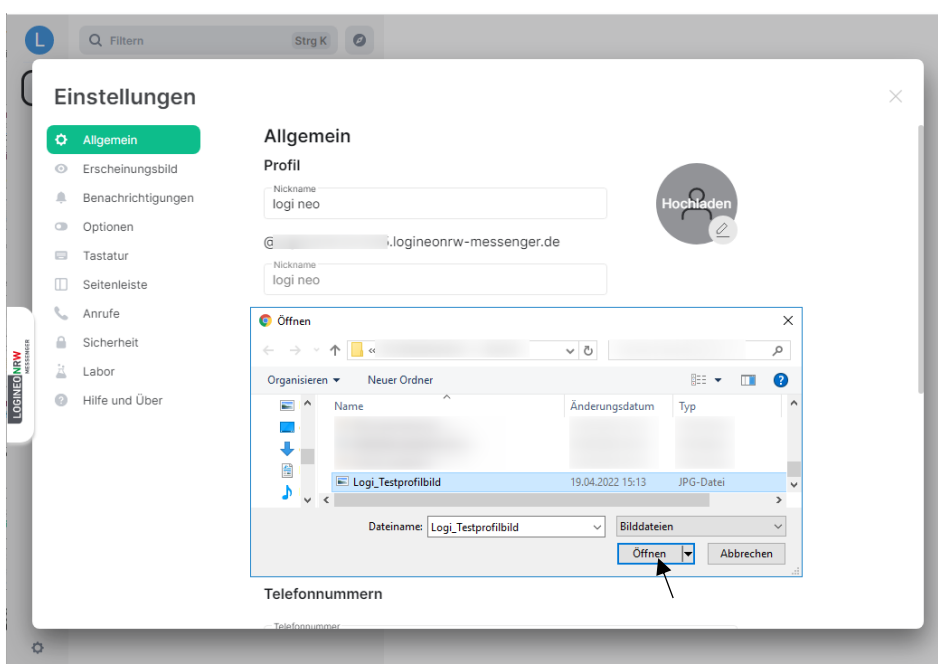 L
Filtern
Strg K
Einstellungen
Allgemein
Erscheinungsbild
Benachrichtigungen
Optionen
Tastatur
Seitenleiste
Anrufe
Sicherheit
Labor
Hilfe und Über
LOGINEO NRW
MESSENGER
Allgemein
Profil
Nickname
logi neo
Hochladen
@ .logineonrw-messenger.de
Nickname
logi neo
Öffnen
«
Organisieren
Neuer Ordner
Name
Änderungsdatum
Typ
Logi_Testprofilbild
19.04.2022 15:13
JPG-Datei
Dateiname:
Logi_Testprofilbild
Bilddateien
Öffnen
Abbrechen
Telefonnummern
Telefonnummer